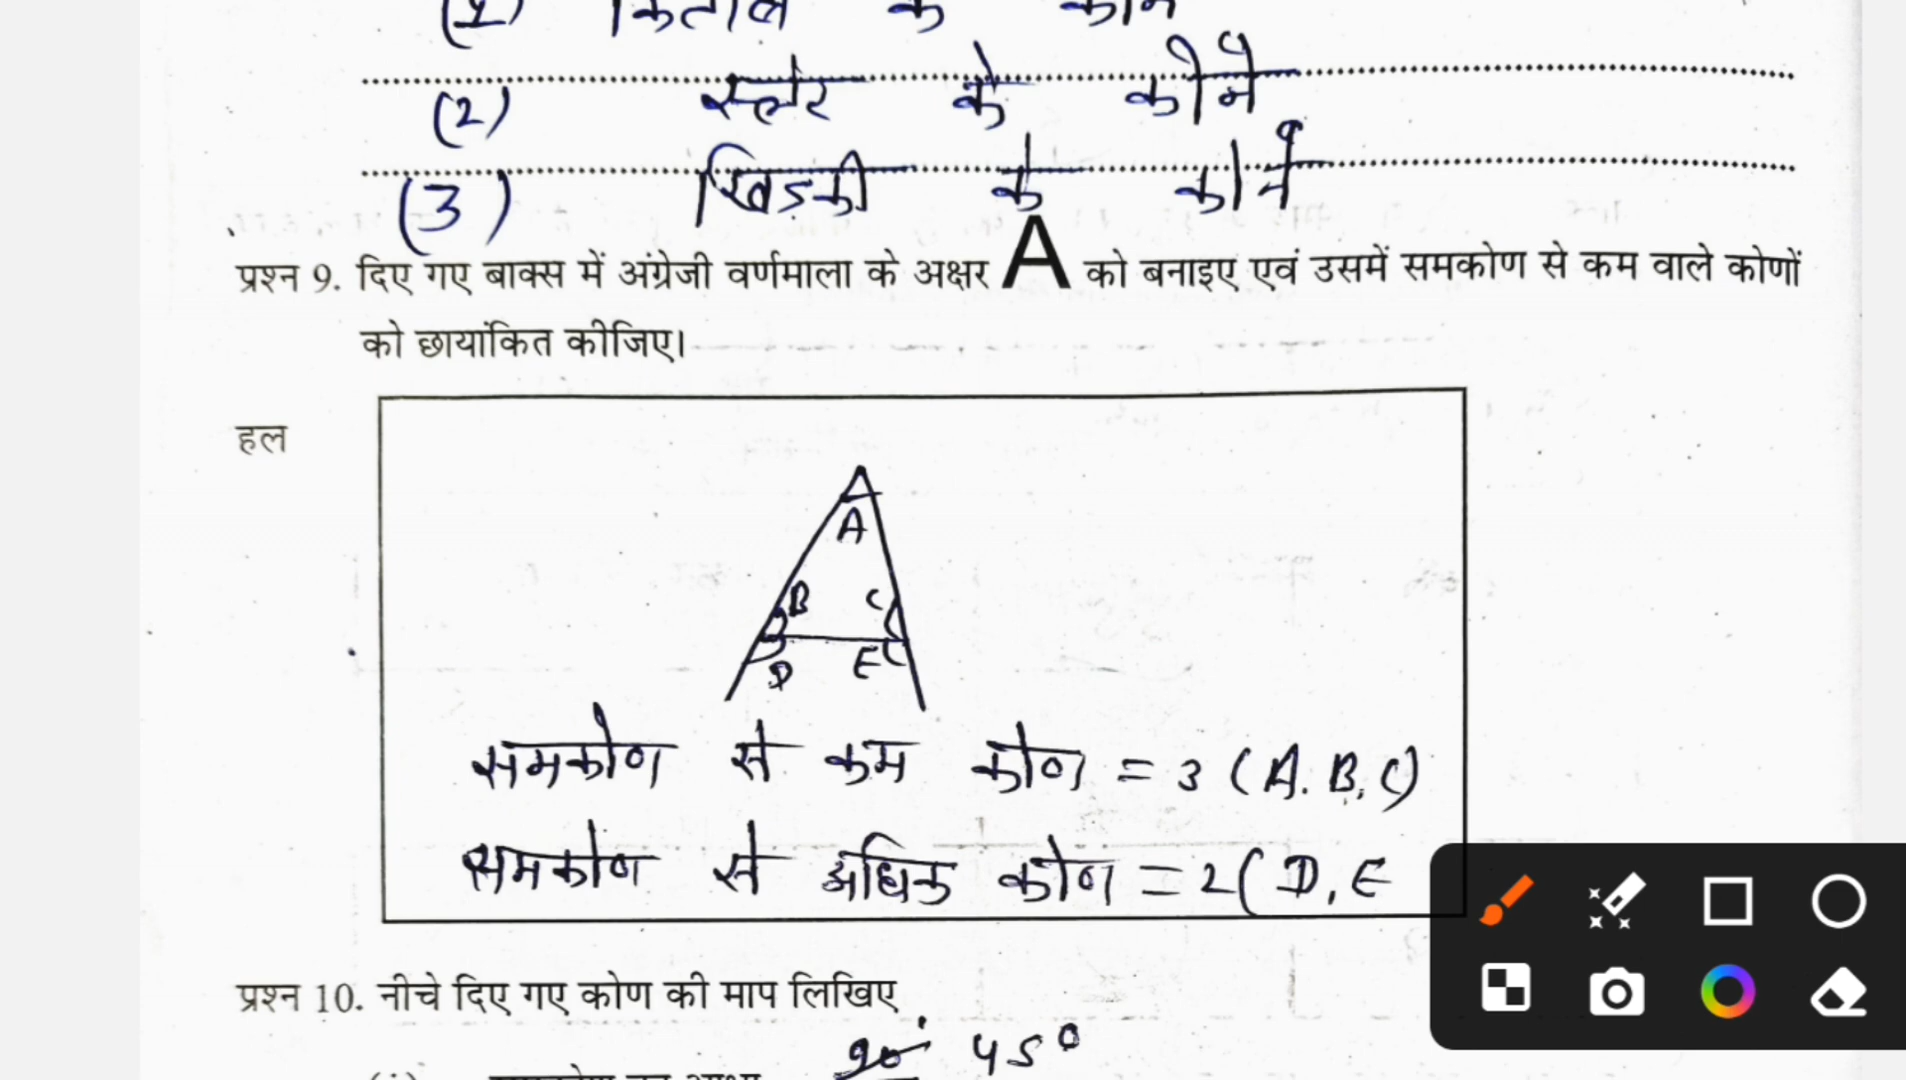 (1) किताब के कोने
(2) स्लेट के कोने
(3) खिड़की के कोने
प्रश्न 9. दिए गए बाक्स में अंग्रेजी वर्णमाला के अक्षर A को बनाइए एवं उसमें समकोण से कम वाले कोणों
को छायांकित कीजिए।
हल
A
B C
D E
समकोण से कम कोण = 3 (A. B, C)
समकोण से अधिक कोण = 2( D, E
प्रश्न 10. नीचे दिए गए कोण की माप लिखिए
45°